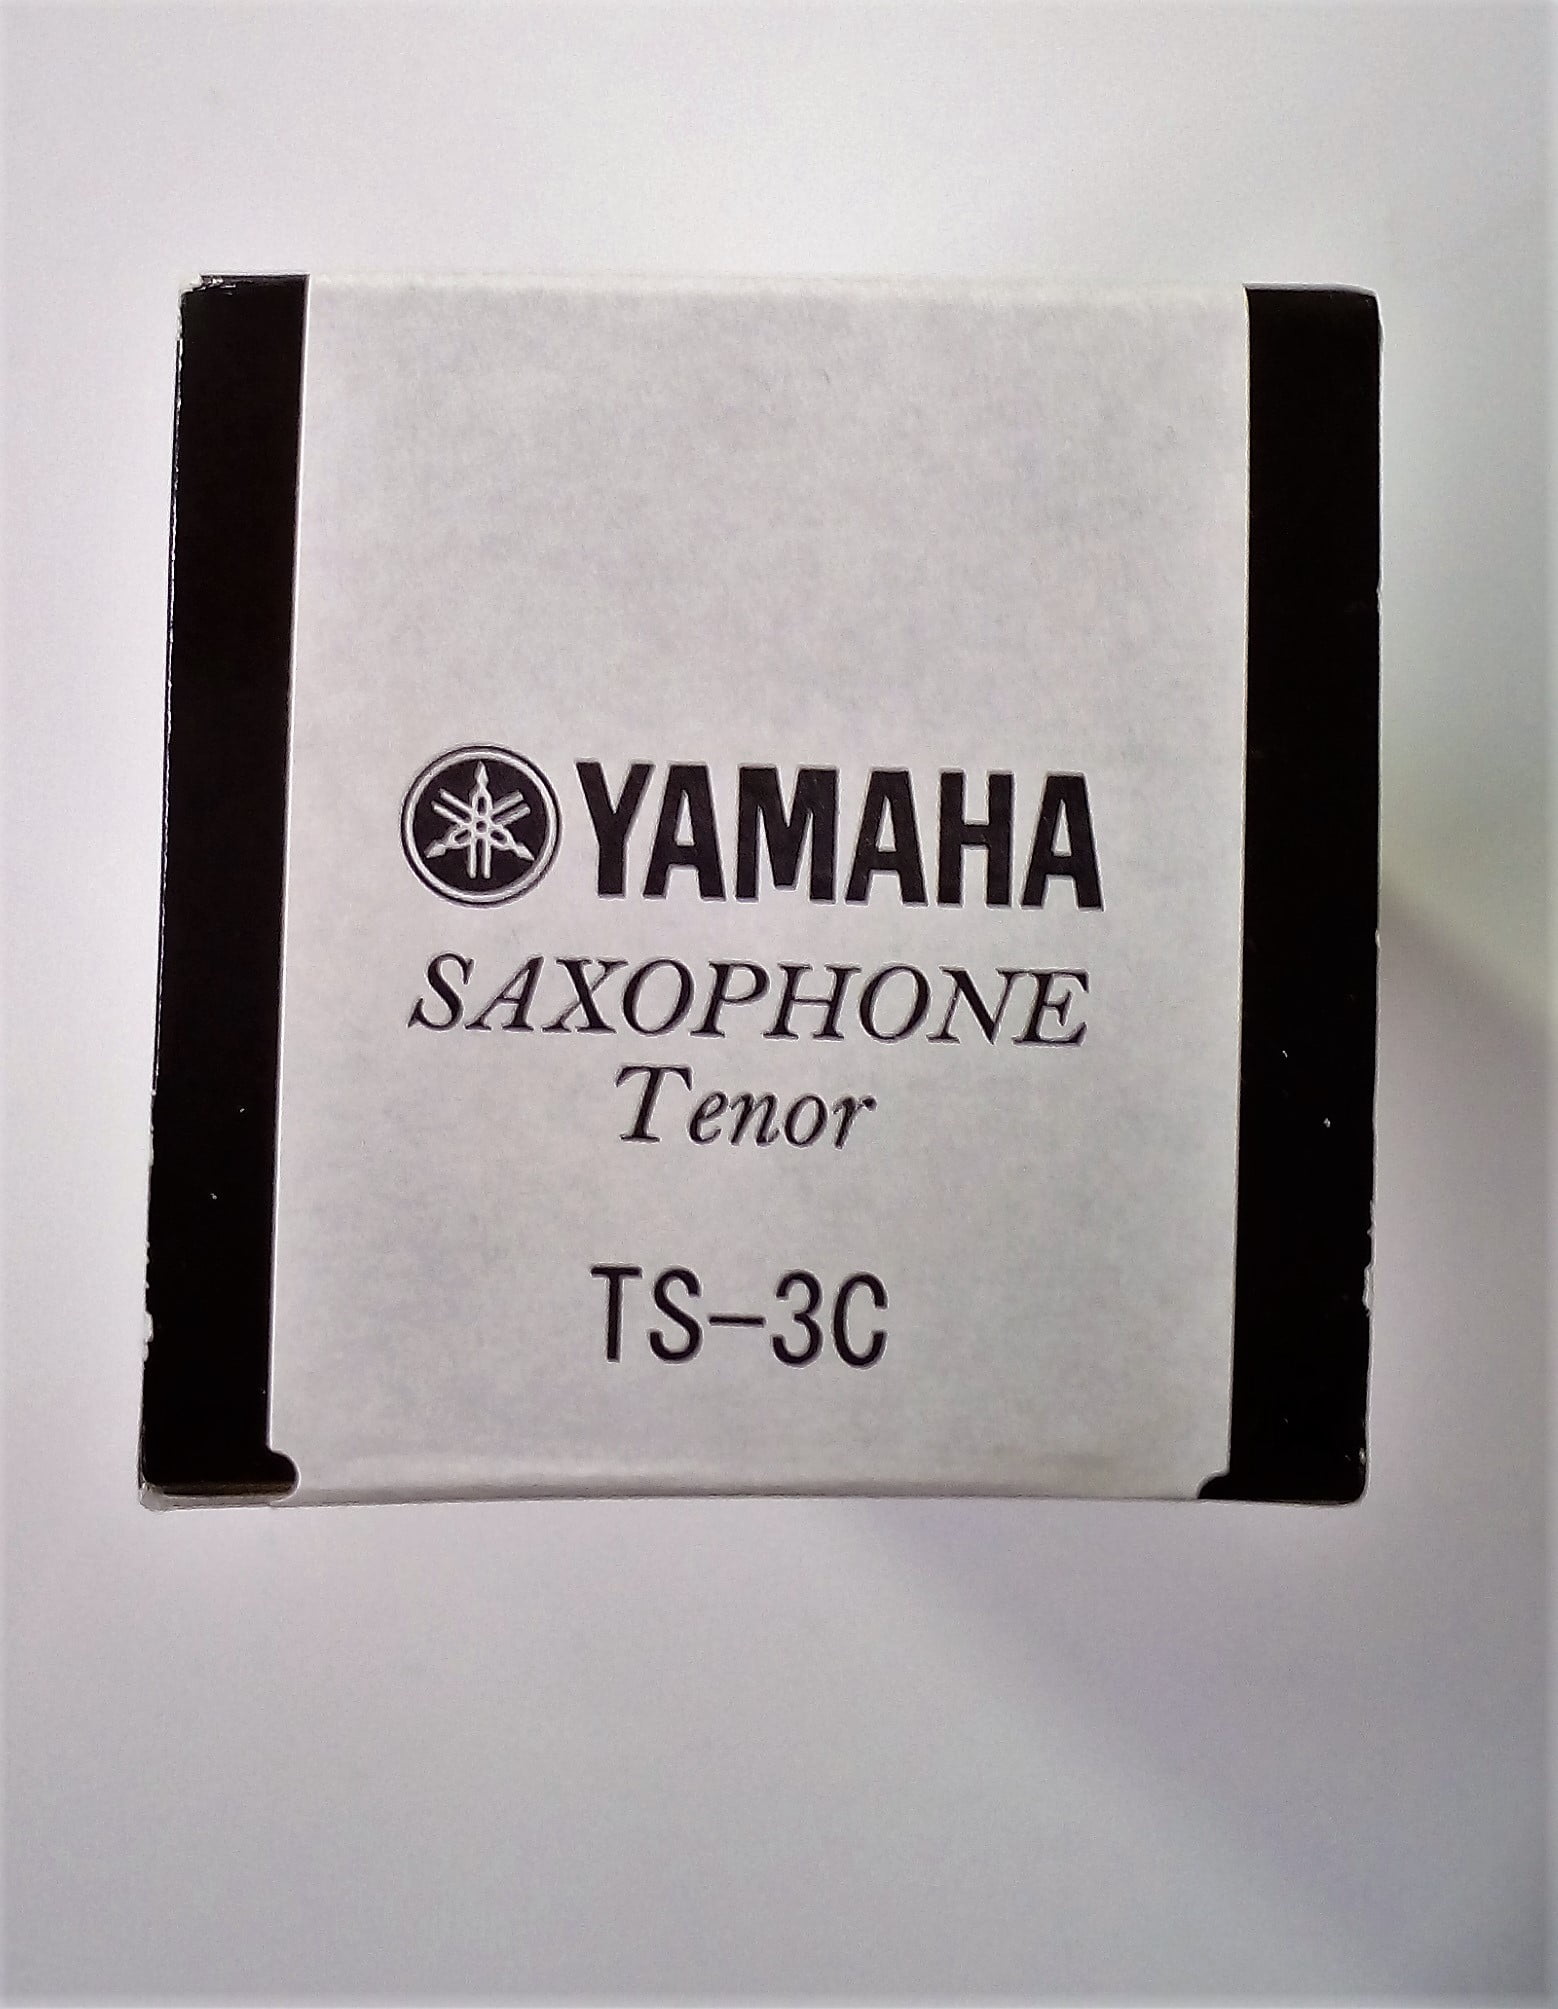 YAMAHA
SAXOPHONE
Tenor
TS-3C